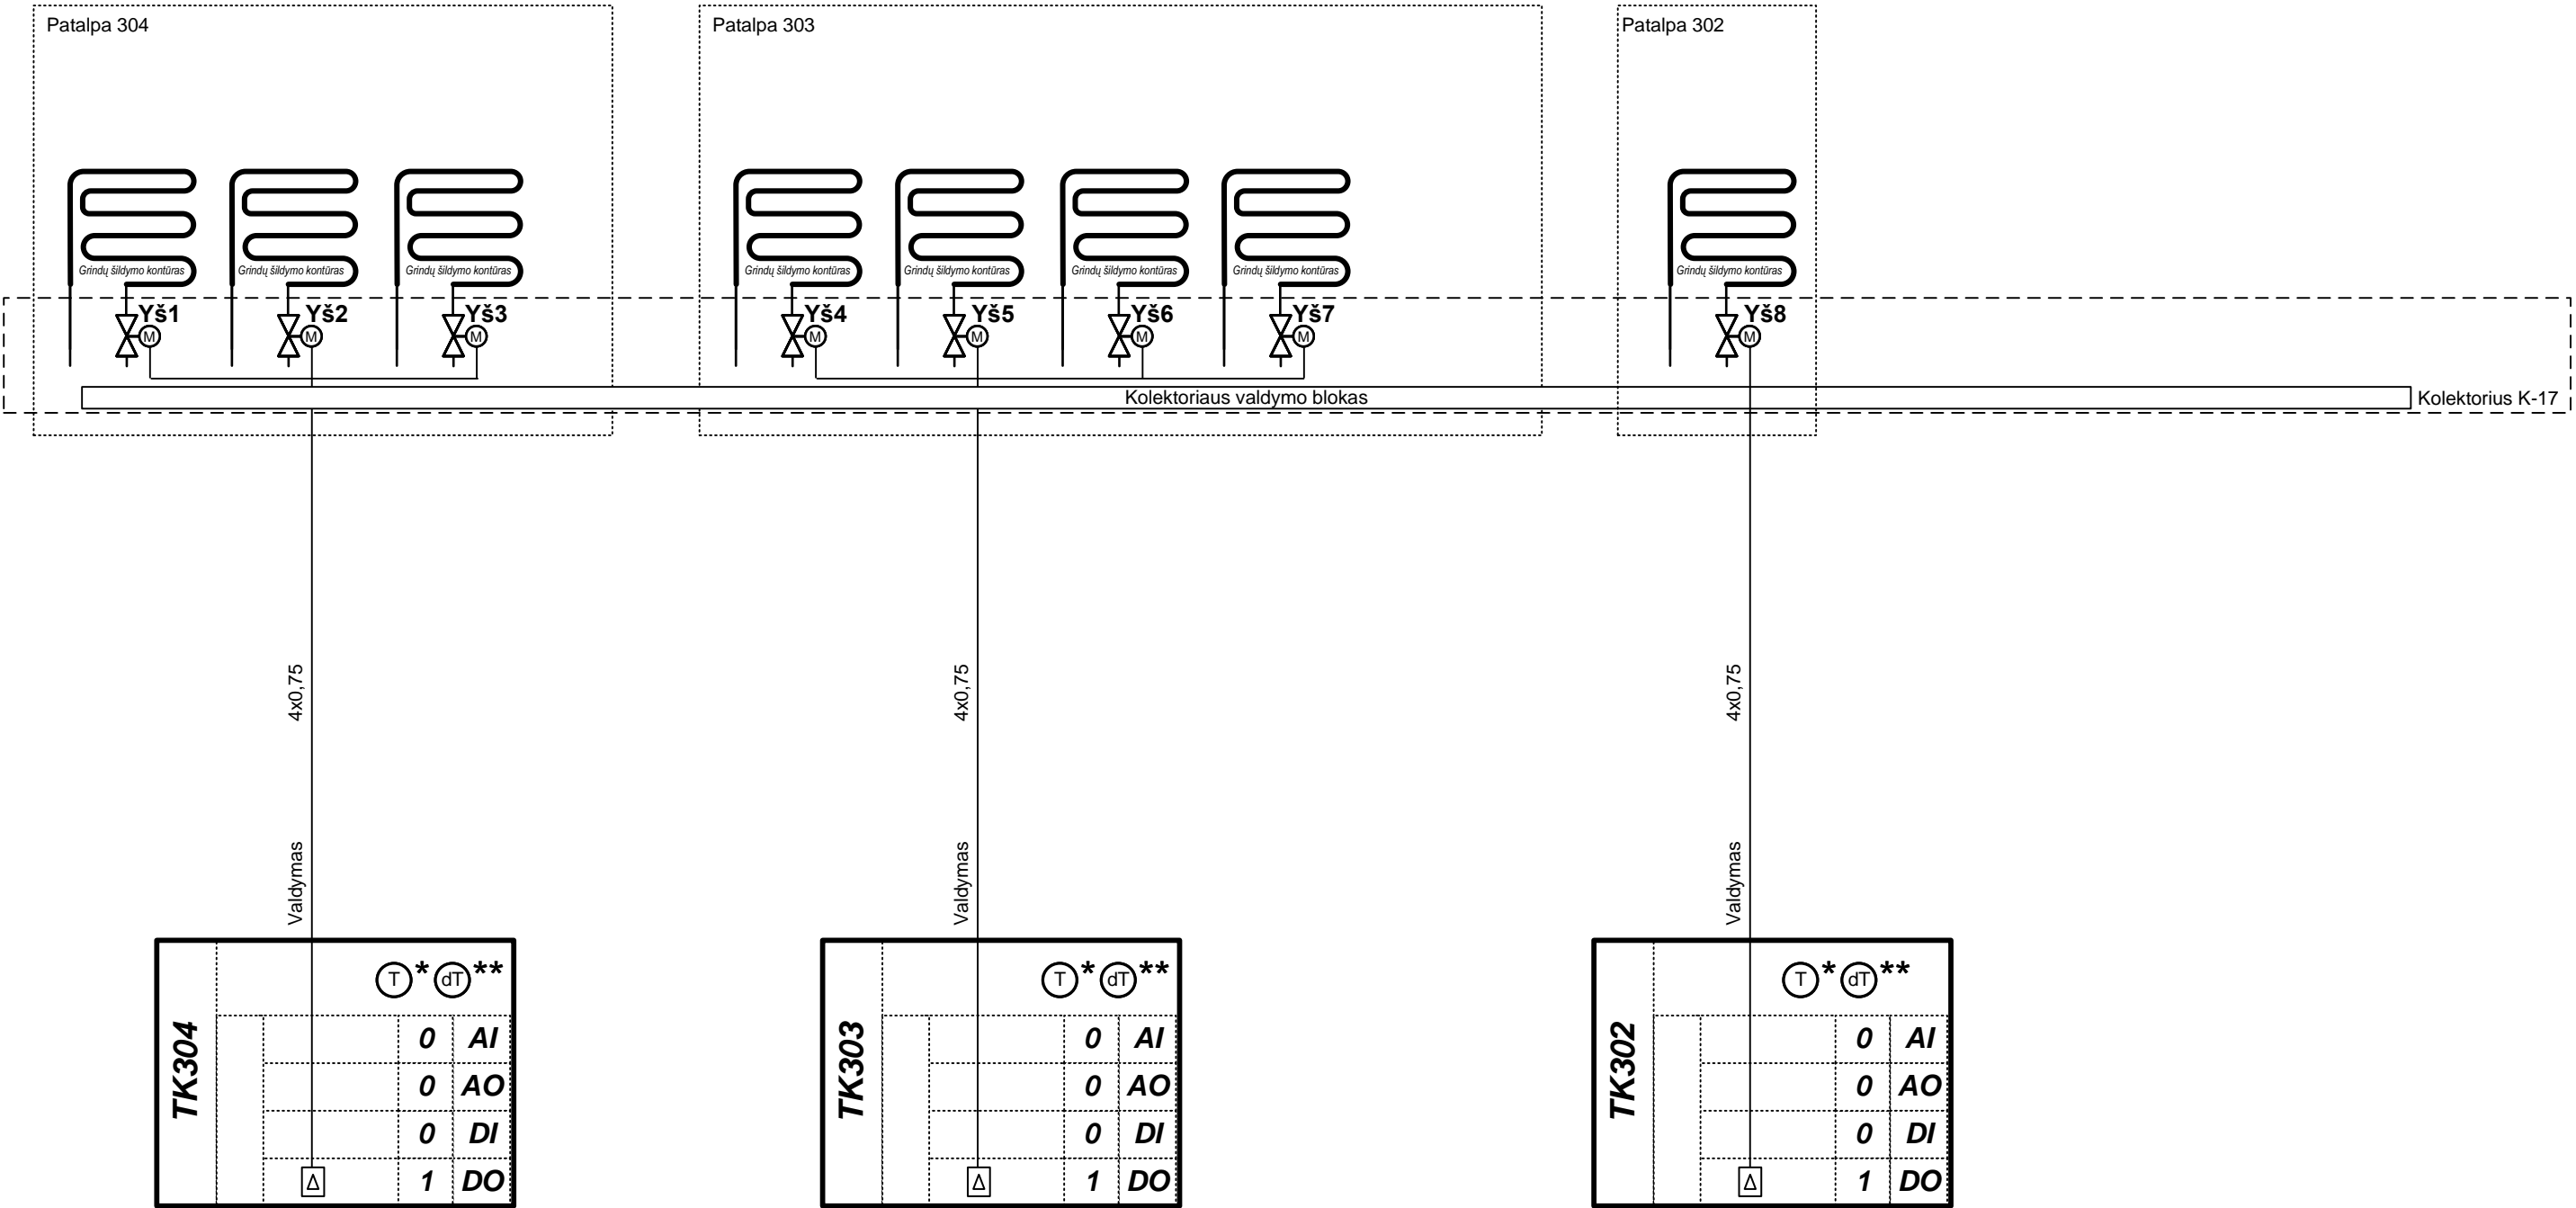 Patalpa 304
Patalpa 303
Patalpa 302
Grindų šildymo kontūras
Grindų šildymo kontūras
Grindų šildymo kontūras
Grindų šildymo kontūras
Grindų šildymo kontūras
Grindų šildymo kontūras
Grindų šildymo kontūras
Grindų šildymo kontūras
Yš1
Yš2
Yš3
Yš4
Yš5
Yš6
Yš7
Yš8
M
M
M
M
M
M
M
M
Kolektoriaus valdymo blokas
Kolektorius K-17
4x0,75
4x0,75
4x0,75
Valdymas
Valdymas
Valdymas
TK304
T * dT **
0 AI
0 AO
0 DI
Δ 1 DO
TK303
T * dT **
0 AI
0 AO
0 DI
Δ 1 DO
TK302
T * dT **
0 AI
0 AO
0 DI
Δ 1 DO